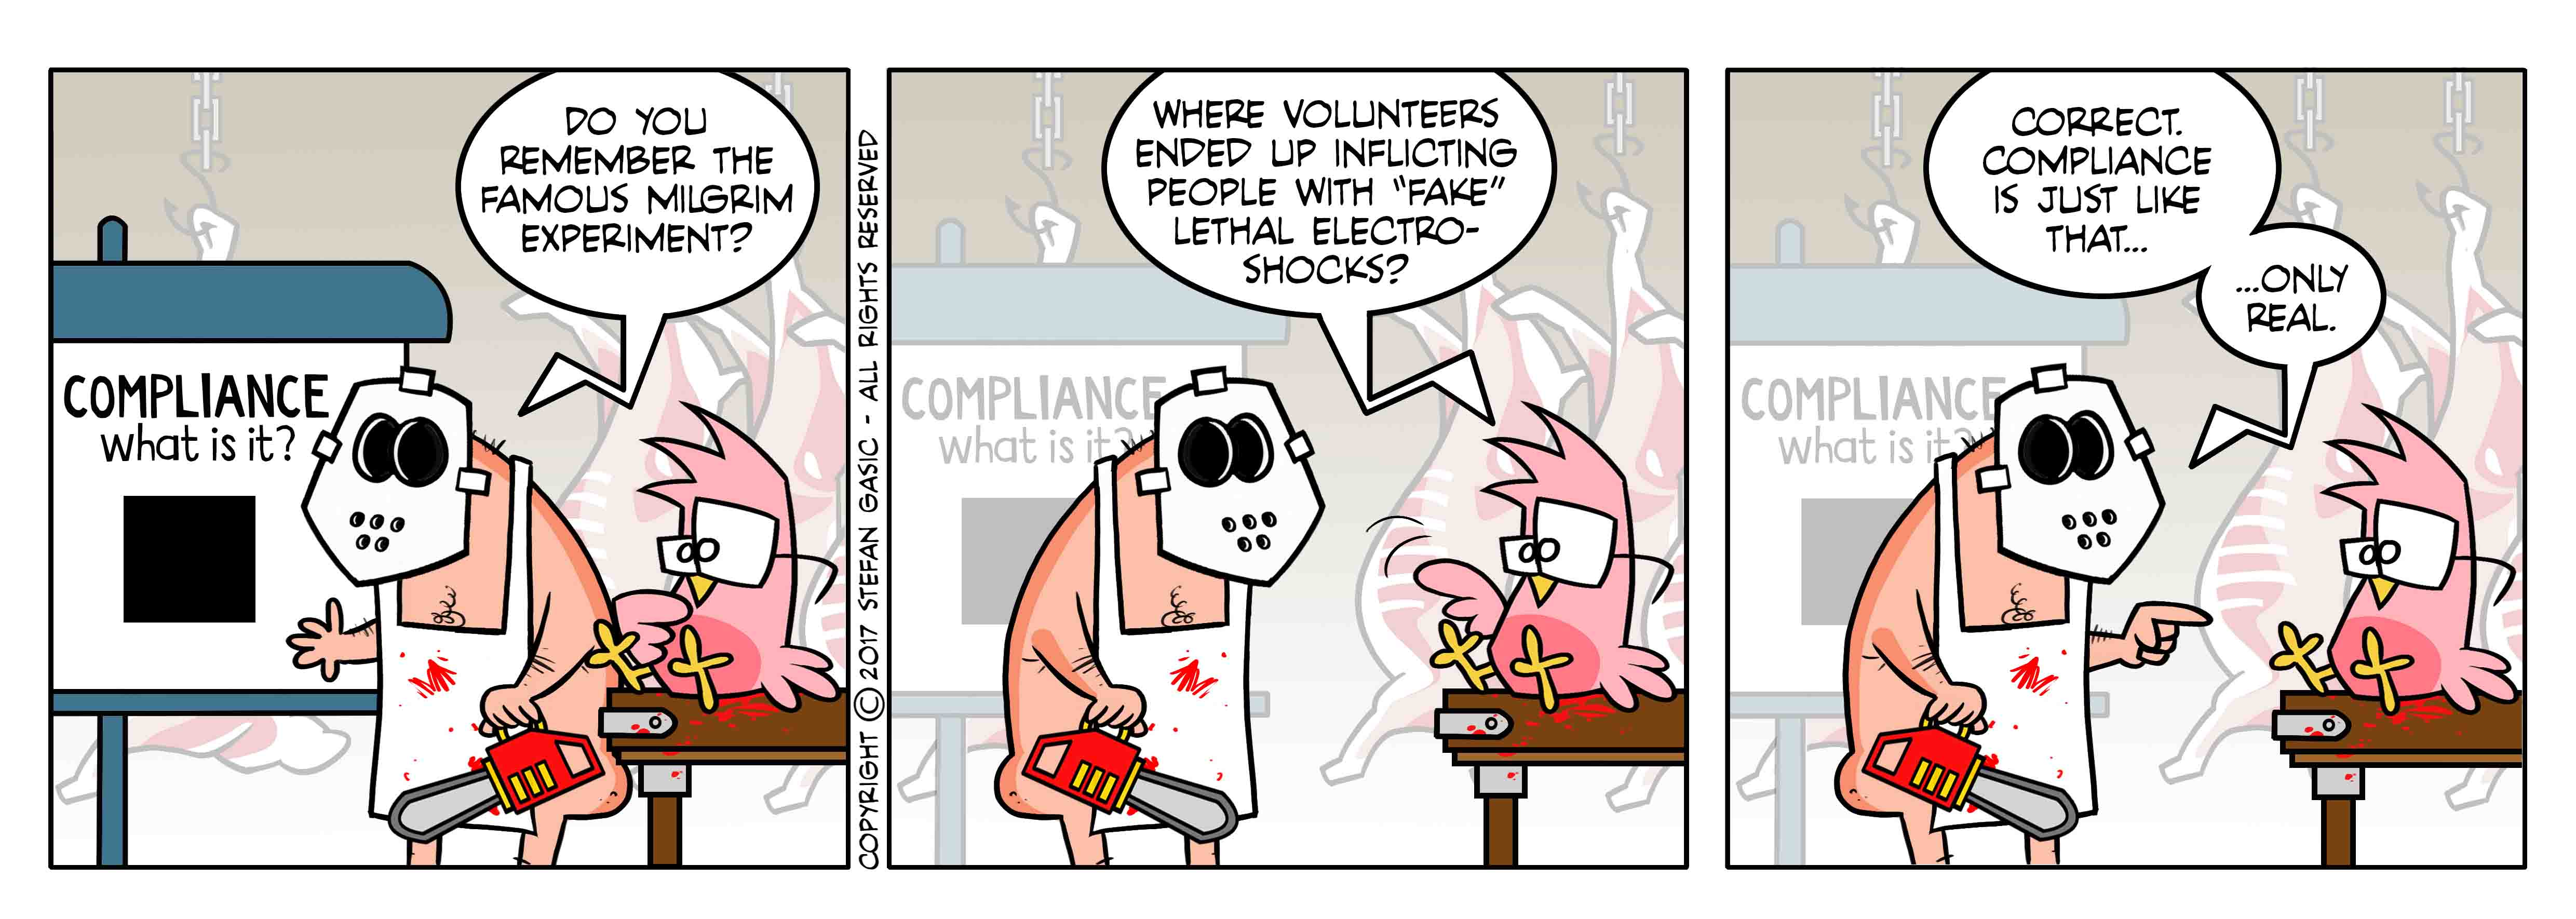 DO YOU
REMEMBER THE
FAMOUS MILGRIM
EXPERIMENT?
COMPLIANCE
what is it?
COPYRIGHT © 2017 STEFAN GASIC - ALL RIGHTS RESERVED
WHERE VOLUNTEERS
ENDED UP INFLICTING
PEOPLE WITH "FAKE"
LETHAL ELECTRO-
SHOCKS?
COMPLIANCE
what is it?
CORRECT.
COMPLIANCE
IS JUST LIKE
THAT...
...ONLY
REAL.
COMPLIANCE
what is it?